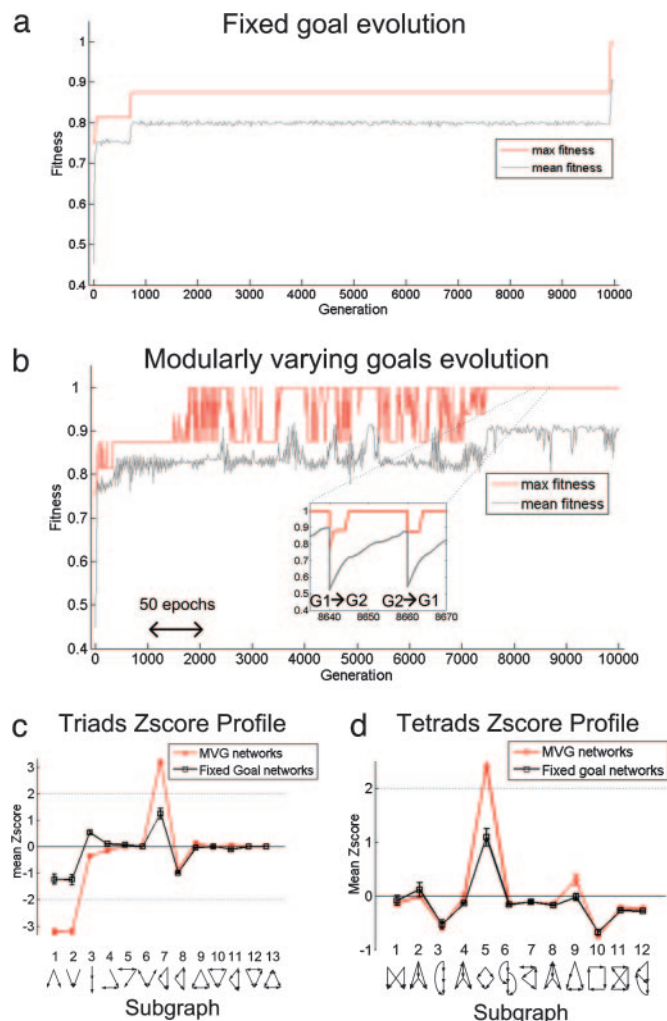 a
Fixed goal evolution
1
0.9
0.8
0.7
0.6
0.5
0.4
Fitness
max fitness
mean fitness
0 1000 2000 3000 4000 5000 6000 7000 8000 9000 10000
Generation
b
Modularly varying goals evolution
1
0.9
0.8
0.7
0.6
0.5
0.4
Fitness
max fitness
mean fitness
1
0.9
0.8
0.7
0.6
0.5
0.4
G1→G2 G2→G1
8640 8650 8660 8670
50 epochs
0 1000 2000 3000 4000 5000 6000 7000 8000 9000 10000
Generation
c
Triads Zscore Profile
MVG networks
Fixed Goal networks
3
2
1
0
-1
-2
-3
mean Zscore
1 2 3 4 5 6 7 8 9 10 11 12 13
Subgraph
d
Tetrads Zscore Profile
MVG networks
Fixed goal networks
2
1
0
-1
Mean Zscore
1 2 3 4 5 6 7 8 9 10 11 12
Subgraph